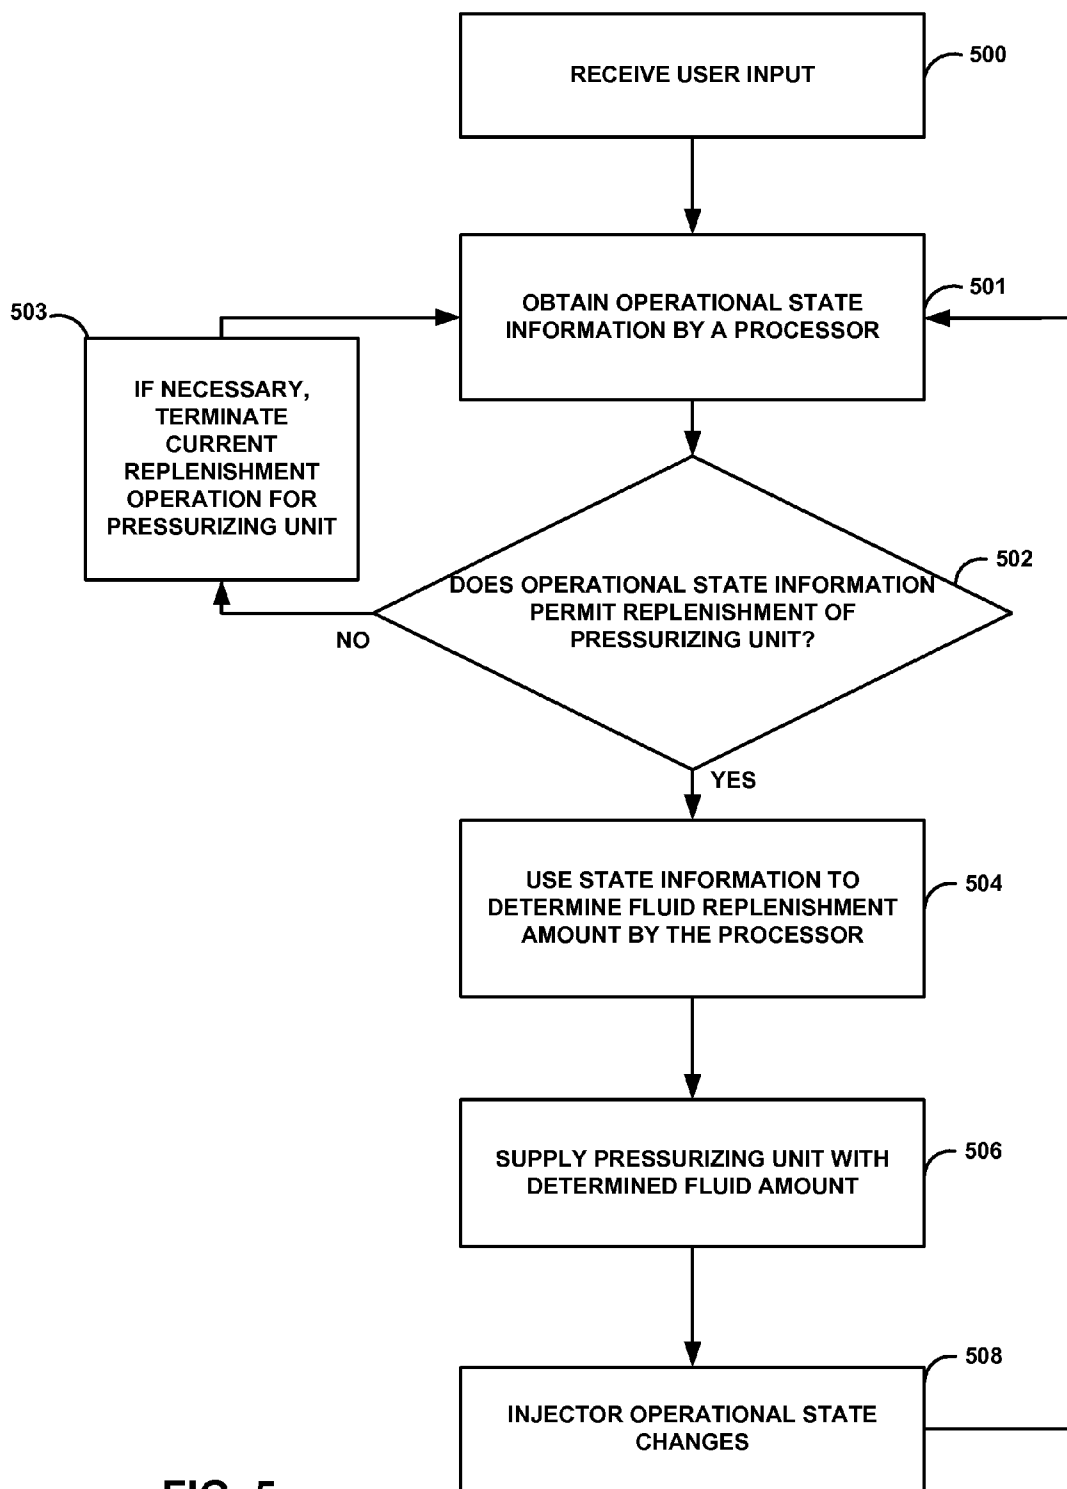 RECEIVE USER INPUT
500
OBTAIN OPERATIONAL STATE
INFORMATION BY A PROCESSOR
501
503
IF NECESSARY,
TERMINATE
CURRENT
REPLENISHMENT
OPERATION FOR
PRESSURIZING UNIT
DOES OPERATIONAL STATE INFORMATION
PERMIT REPLENISHMENT OF
PRESSURIZING UNIT?
502
NO
YES
USE STATE INFORMATION TO
DETERMINE FLUID REPLENISHMENT
AMOUNT BY THE PROCESSOR
504
SUPPLY PRESSURIZING UNIT WITH
DETERMINED FLUID AMOUNT
506
INJECTOR OPERATIONAL STATE
CHANGES
508
FIG. 5